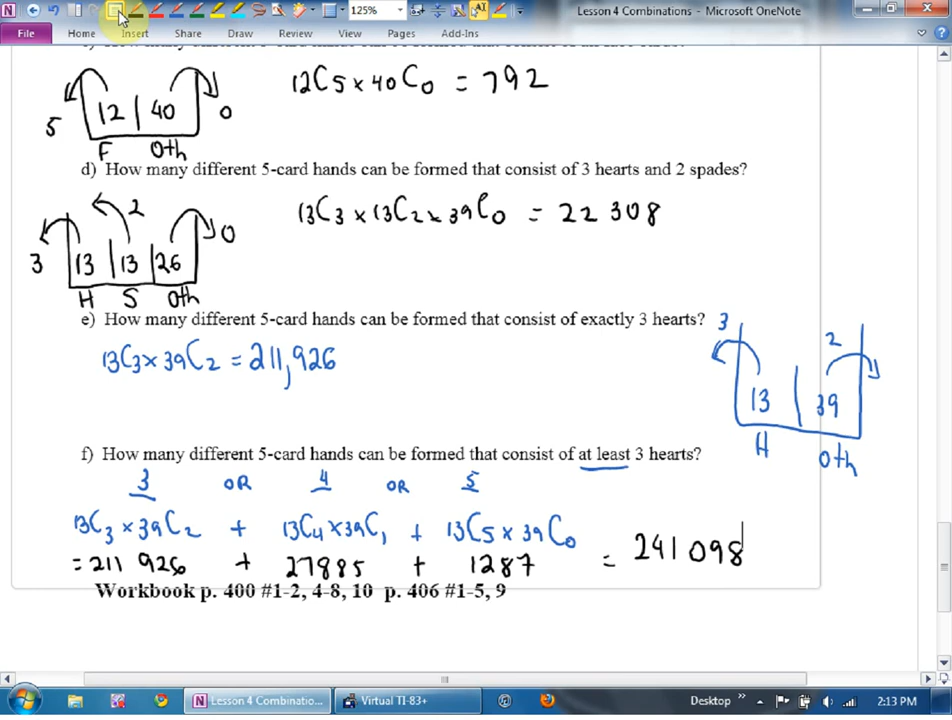 125%
Lesson 4 Combinations - Microsoft OneNote
File Home Insert Share Draw Review View Pages Add-Ins
5 12 40 0
F Oth
12C5 x 40C0 = 792
d) How many different 5-card hands can be formed that consist of 3 hearts and 2 spades?
3 2 0
13 13 26
H S Oth
13C3 x 13C2 x 39C0 = 22 308
e) How many different 5-card hands can be formed that consist of exactly 3 hearts?
13C3 x 39C2 = 211,926
3 2
13 39
H Oth
f) How many different 5-card hands can be formed that consist of at least 3 hearts?
3 OR 4 OR 5
13C3 x 39C2 + 13C4 x 39C1 + 13C5 x 39C0
= 211 926 + 27885 + 1287 = 241 098
Workbook p. 400 #1-2, 4-8, 10 p. 406 #1-5, 9
Lesson 4 Combinatio... Virtual TI-83+ Desktop 2:13 PM